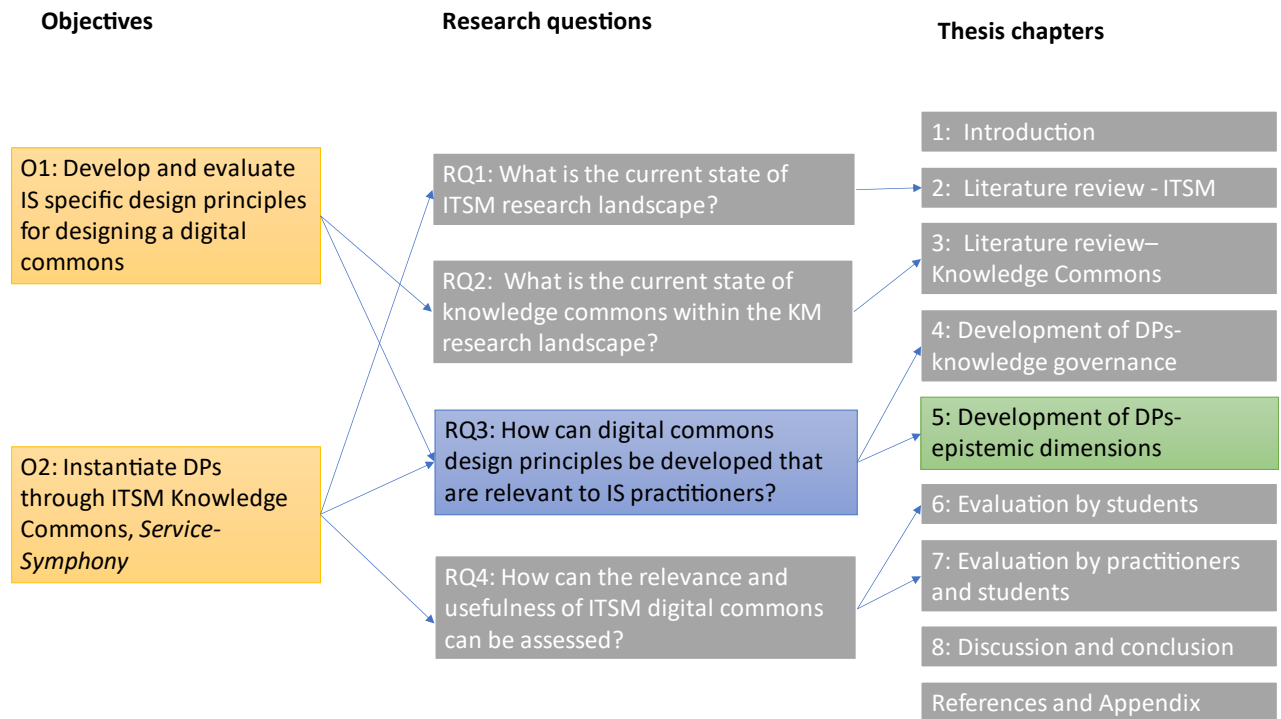 Objectives
Research questions
Thesis chapters
O1: Develop and evaluate
IS specific design principles
for designing a digital
commons
O2: Instantiate DPs
through ITSM Knowledge
Commons, Service-
Symphony
RQ1: What is the current state of
ITSM research landscape?
RQ2:  What is the current state of
knowledge commons within the KM
research landscape?
RQ3: How can digital commons
design principles be developed that
are relevant to IS practitioners?
RQ4: How can the relevance and
usefulness of ITSM digital commons
can be assessed?
1:  Introduction
2:  Literature review - ITSM
3:  Literature review–
Knowledge Commons
4: Development of DPs-
knowledge governance
5: Development of DPs-
epistemic dimensions
6: Evaluation by students
7: Evaluation by practitioners
and students
8: Discussion and conclusion
References and Appendix